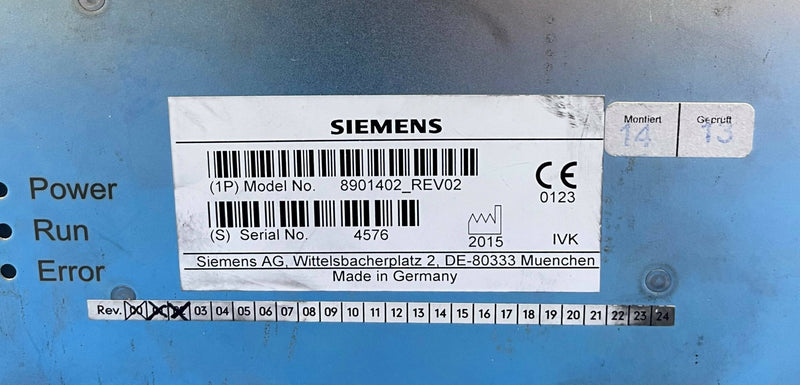 SIEMENS
(1P) Model No. 8901402_REV02
(S) Serial No. 4576
CE
0123
2015
IVK
Siemens AG, Wittelsbacherplatz 2, DE-80333 Muenchen
Made in Germany
Montiert
14
Geprüft
13
Power
Run
Error
Rev. 00 03 04 05 06 07 08 09 10 11 12 13 14 15 16 17 18 19 20 21 22 23 24